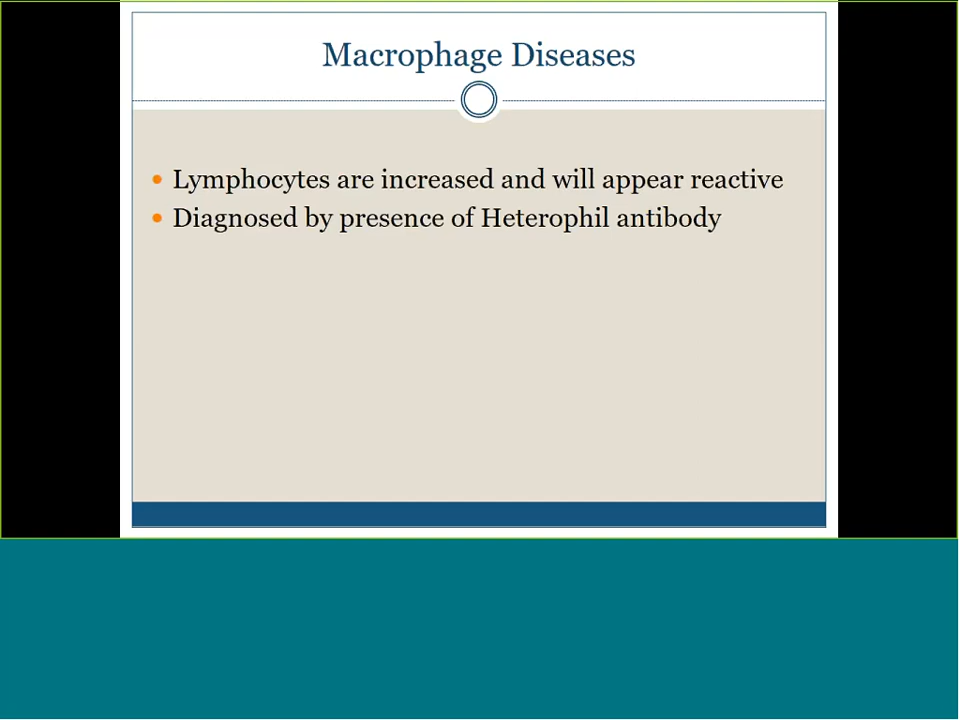 Macrophage Diseases
Lymphocytes are increased and will appear reactive
Diagnosed by presence of Heterophil antibody